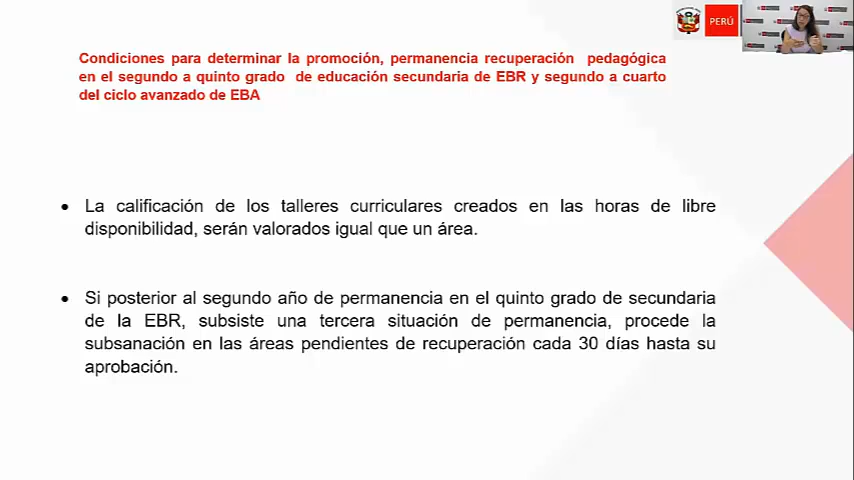 PERÚ
Condiciones para determinar la promoción, permanencia recuperación pedagógica
en el segundo a quinto grado de educación secundaria de EBR y segundo a cuarto
del ciclo avanzado de EBA
• La calificación de los talleres curriculares creados en las horas de libre
disponibilidad, serán valorados igual que un área.
• Si posterior al segundo año de permanencia en el quinto grado de secundaria
de la EBR, subsiste una tercera situación de permanencia, procede la
subsanación en las áreas pendientes de recuperación cada 30 días hasta su
aprobación.